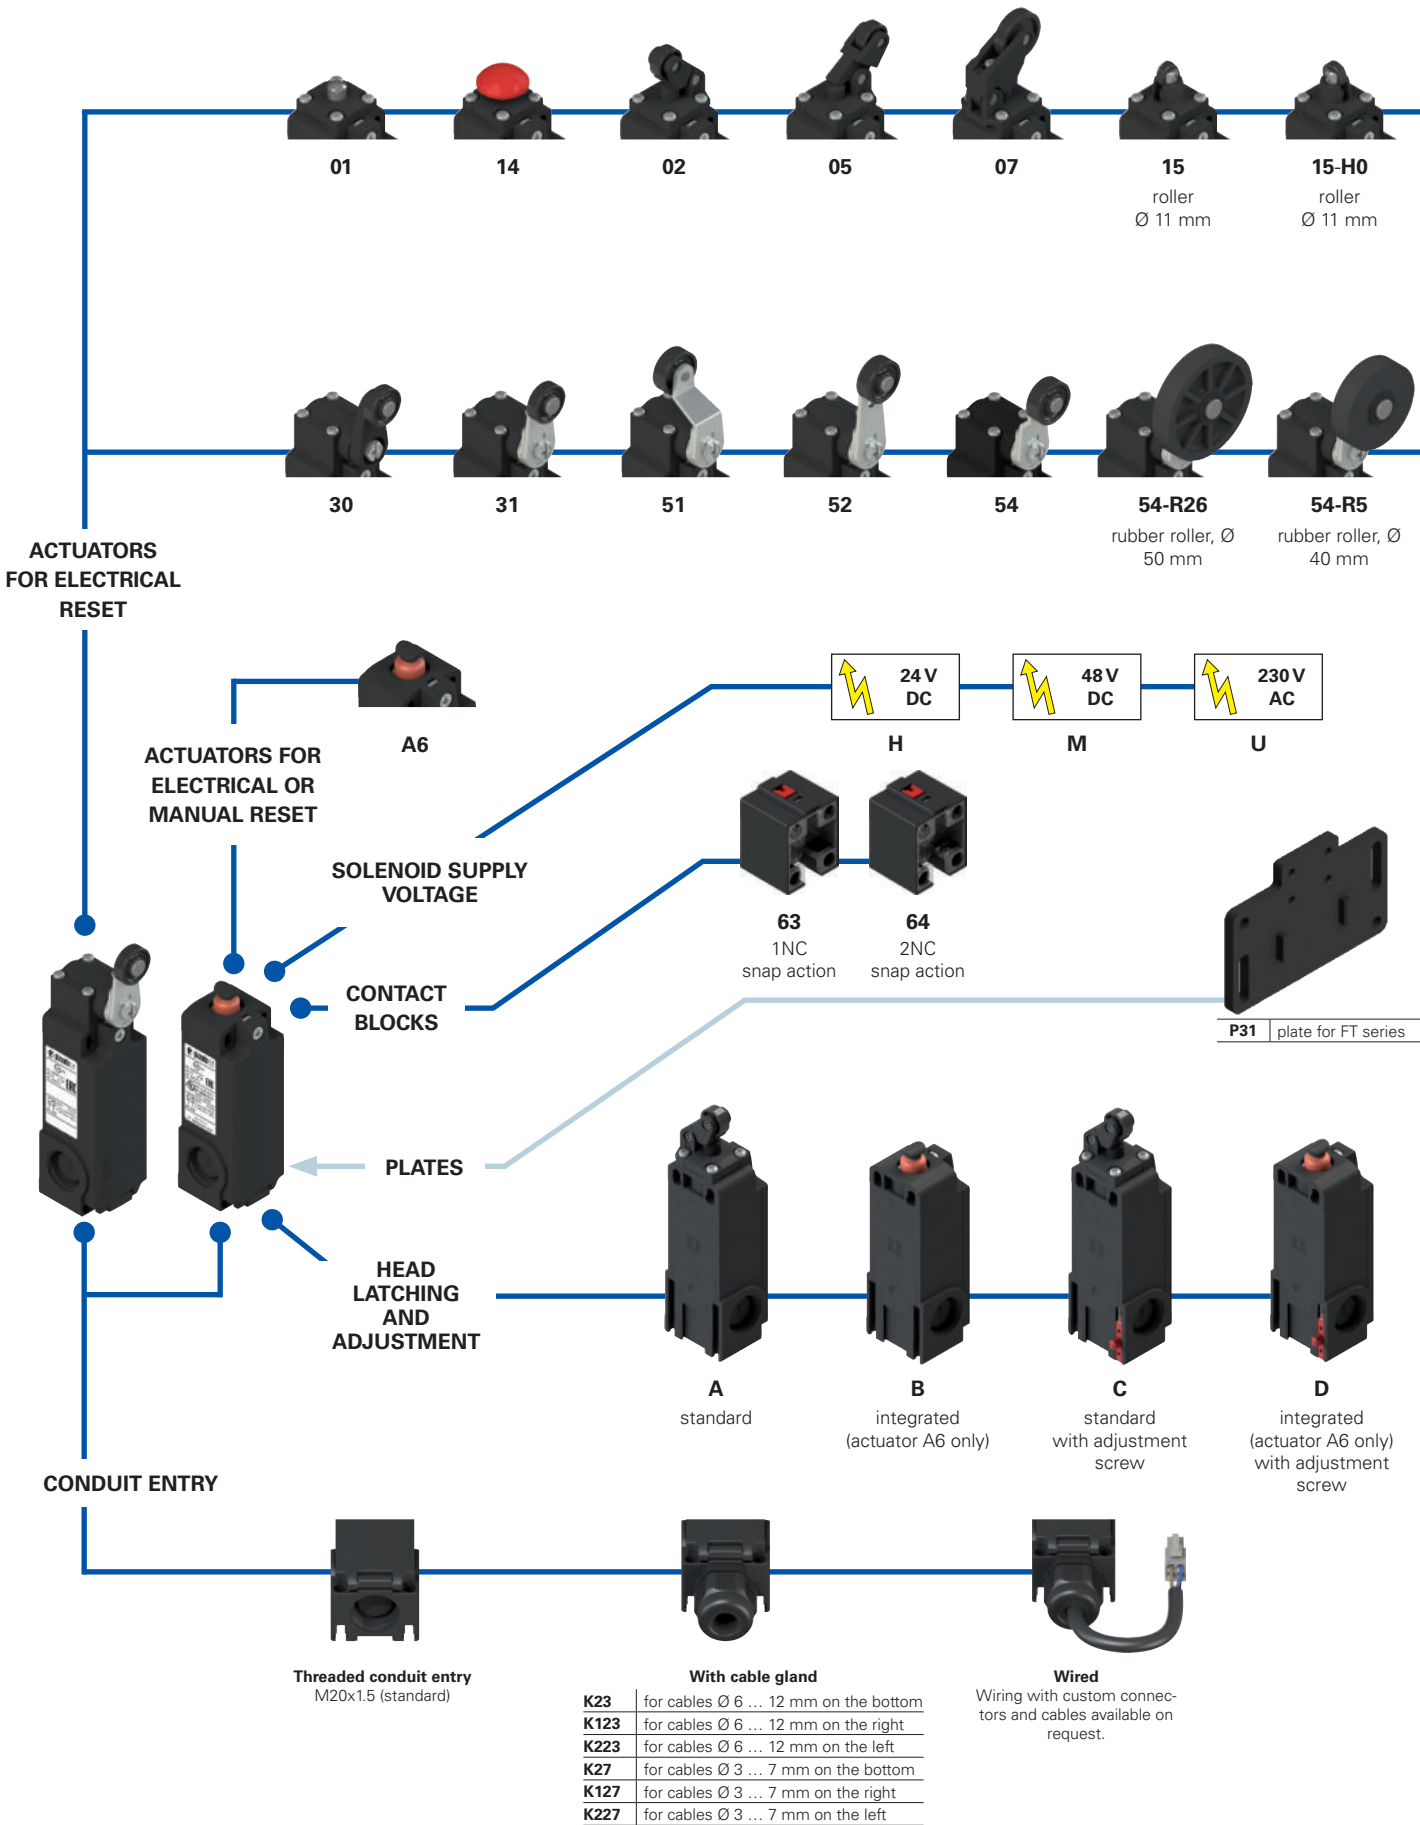 01
14
02
05
07
15
15-H0
roller
Ø 11 mm
roller
Ø 11 mm
30
31
51
52
54
54-R26
54-R5
rubber roller, Ø
50 mm
rubber roller, Ø
40 mm
ACTUATORS
FOR ELECTRICAL
RESET
A6
ACTUATORS FOR
ELECTRICAL OR
MANUAL RESET
24 V
DC
48 V
DC
230 V
AC
H
M
U
SOLENOID SUPPLY
VOLTAGE
63
1NC
snap action
64
2NC
snap action
CONTACT
BLOCKS
P31 plate for FT series
PLATES
HEAD
LATCHING
AND
ADJUSTMENT
A
standard
B
integrated
(actuator A6 only)
C
standard
with adjustment
screw
D
integrated
(actuator A6 only)
with adjustment
screw
CONDUIT ENTRY
Threaded conduit entry
M20x1.5 (standard)
With cable gland
K23 for cables Ø 6 … 12 mm on the bottom
K123 for cables Ø 6 … 12 mm on the right
K223 for cables Ø 6 … 12 mm on the left
K27 for cables Ø 3 … 7 mm on the bottom
K127 for cables Ø 3 … 7 mm on the right
K227 for cables Ø 3 … 7 mm on the left
Wired
Wiring with custom connec-
tors and cables available on
request.